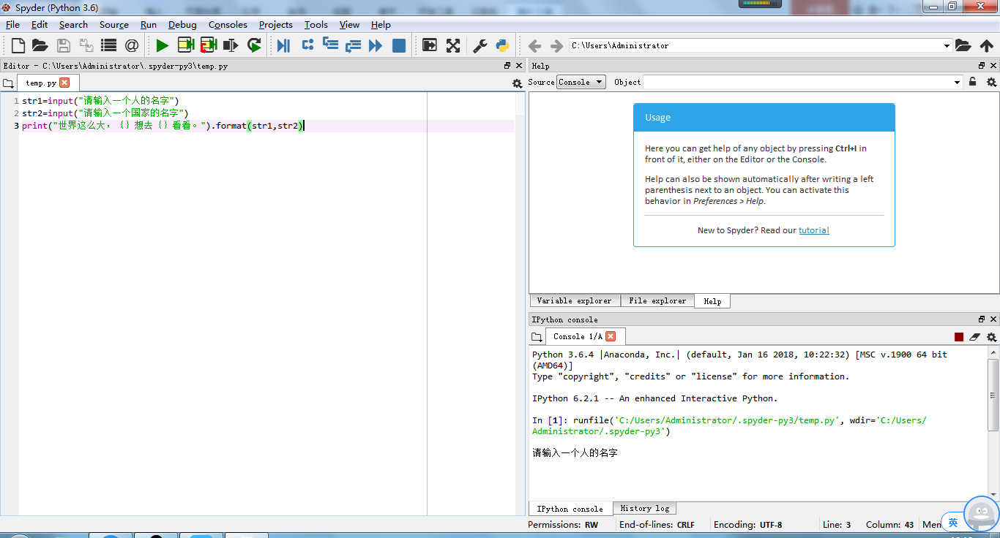 Spyder (Python 3.6)
File Edit Search Source Run Debug Consoles Projects Tools View Help
C:\Users\Administrator
Editor - C:\Users\Administrator\.spyder-py3\temp.py
temp.py
1 str1=input("请输入一个人的名字")
2 str2=input("请输入一个国家的名字")
3 print("世界这么大，{}想去{}看看。").format(str1,str2)
Help
Source Console Object
Usage
Here you can get help of any object by pressing Ctrl+I in
front of it, either on the Editor or the Console.
Help can also be shown automatically after writing a left
parenthesis next to an object. You can activate this
behavior in Preferences > Help.
New to Spyder? Read our tutorial
Variable explorer File explorer Help
IPython console
Console 1/A
Python 3.6.4 |Anaconda, Inc.| (default, Jan 16 2018, 10:22:32) [MSC v.1900 64 bit
(AMD64)]
Type "copyright", "credits" or "license" for more information.
IPython 6.2.1 -- An enhanced Interactive Python.
In [1]: runfile('C:/Users/Administrator/.spyder-py3/temp.py', wdir='C:/Users/
Administrator/.spyder-py3')
请输入一个人的名字
IPython console History log
Permissions: RW End-of-lines: CRLF Encoding: UTF-8 Line: 3 Column: 43 Men
英